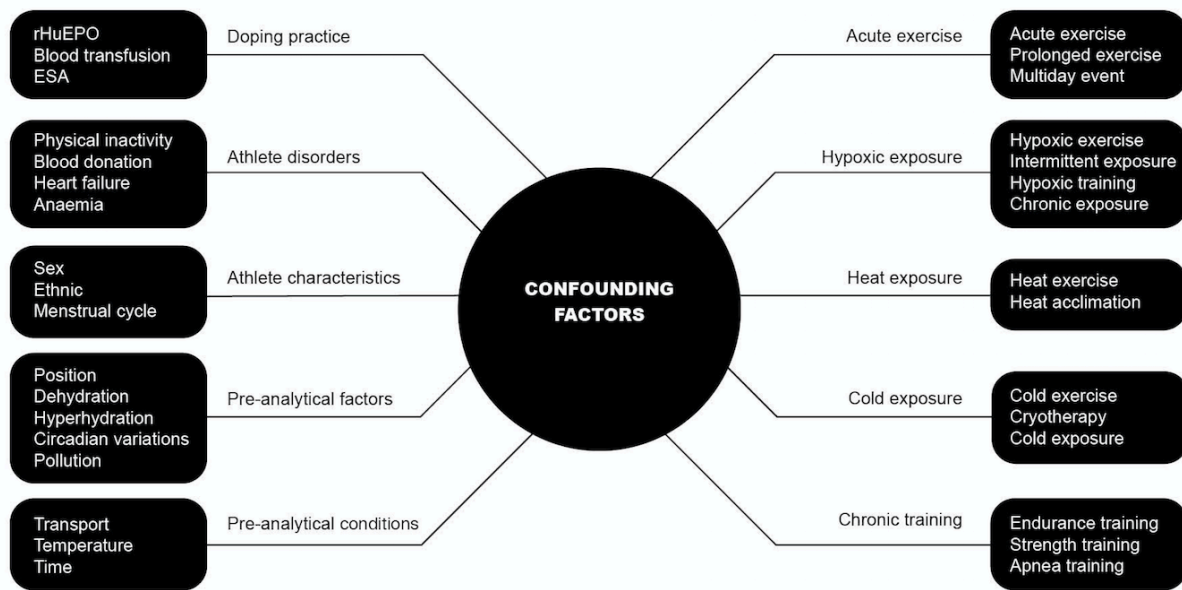 rHuEPO
Blood transfusion
ESA
Doping practice
Physical inactivity
Blood donation
Heart failure
Anaemia
Athlete disorders
Sex
Ethnic
Menstrual cycle
Athlete characteristics
Position
Dehydration
Hyperhydration
Circadian variations
Pollution
Pre-analytical factors
Transport
Temperature
Time
Pre-analytical conditions
CONFOUNDING
FACTORS
Acute exercise
Acute exercise
Prolonged exercise
Multiday event
Hypoxic exposure
Hypoxic exercise
Intermittent exposure
Hypoxic training
Chronic exposure
Heat exposure
Heat exercise
Heat acclimation
Cold exposure
Cold exercise
Cryotherapy
Cold exposure
Chronic training
Endurance training
Strength training
Apnea training